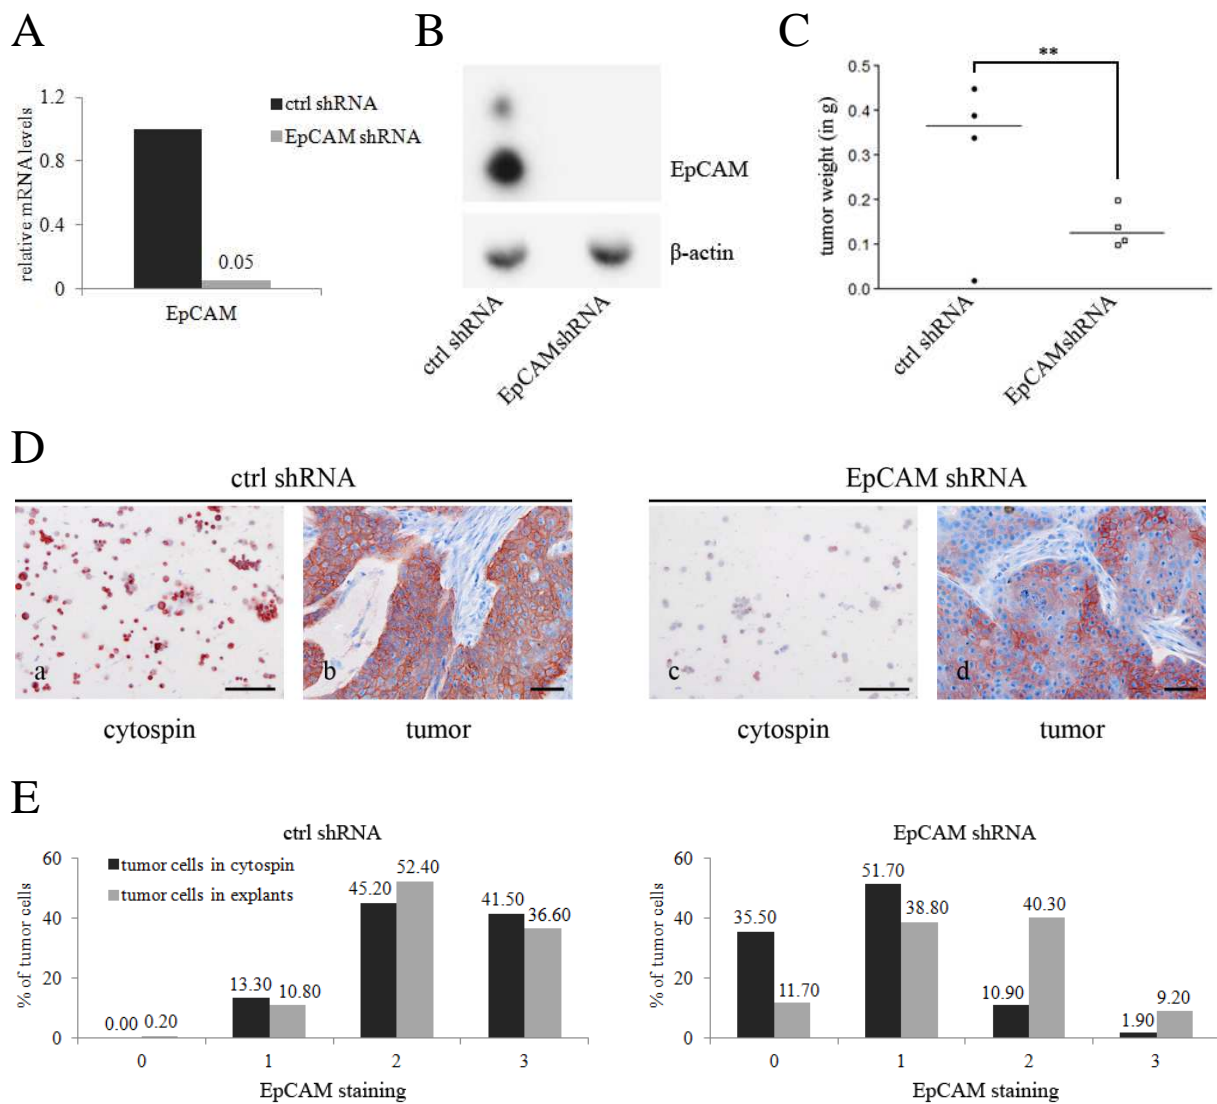 A
relative mRNA levels
1.2
0.8
0.4
0
0.05
EpCAM
ctrl shRNA
EpCAM shRNA
B
EpCAM
β-actin
ctrl shRNA
EpCAMshRNA
C
**
tumor weight (in g)
0.5
0.4
0.3
0.2
0.1
0.0
ctrl shRNA
EpCAMshRNA
D
ctrl shRNA
a
b
cytospin
tumor
EpCAM shRNA
c
d
cytospin
tumor
E
ctrl shRNA
% of tumor cells
60
40
20
0
tumor cells in cytospin
tumor cells in explants
0.00 0.20
13.30 10.80
45.20 52.40
41.50 36.60
0 1 2 3
EpCAM staining
EpCAM shRNA
% of tumor cells
60
40
20
0
35.50 11.70
51.70 38.80
10.90 40.30
1.90 9.20
0 1 2 3
EpCAM staining